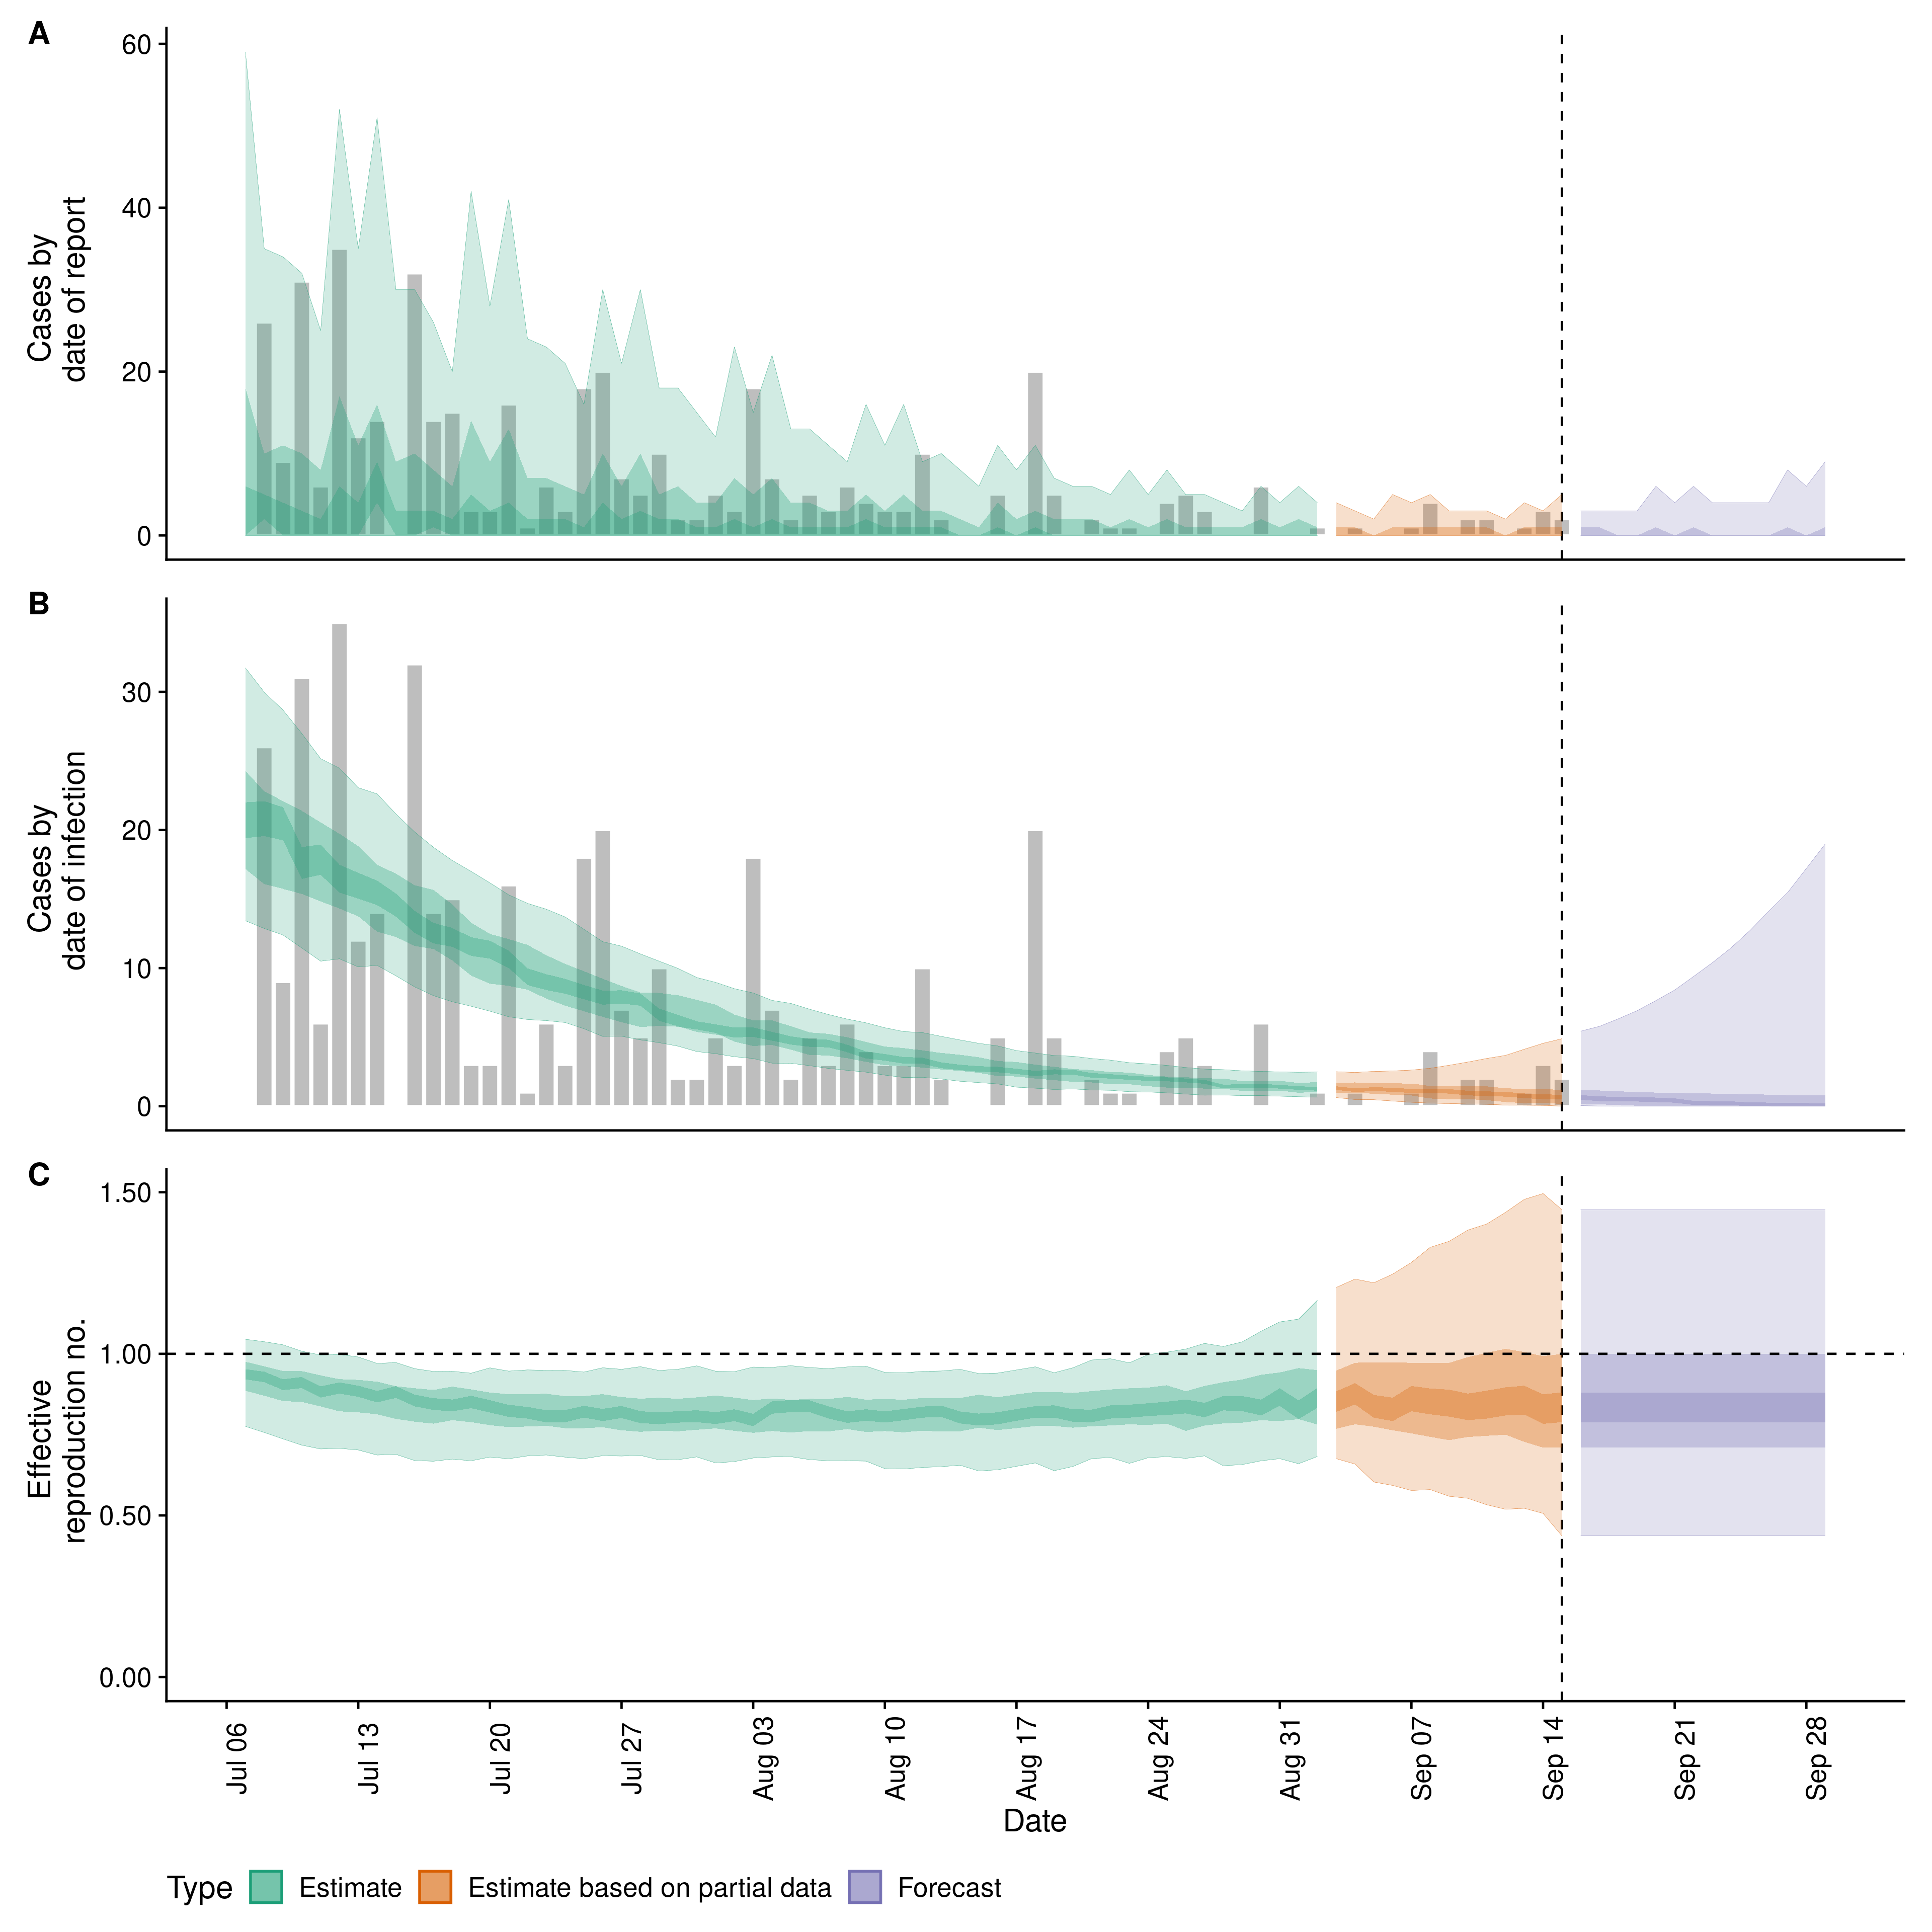 A
Cases by
date of report
60
40
20
0
B
Cases by
date of infection
30
20
10
0
C
Effective
reproduction no.
1.50
1.00
0.50
0.00
Jul 06
Jul 13
Jul 20
Jul 27
Aug 03
Aug 10
Aug 17
Aug 24
Aug 31
Sep 07
Sep 14
Sep 21
Sep 28
Date
Type Estimate Estimate based on partial data Forecast